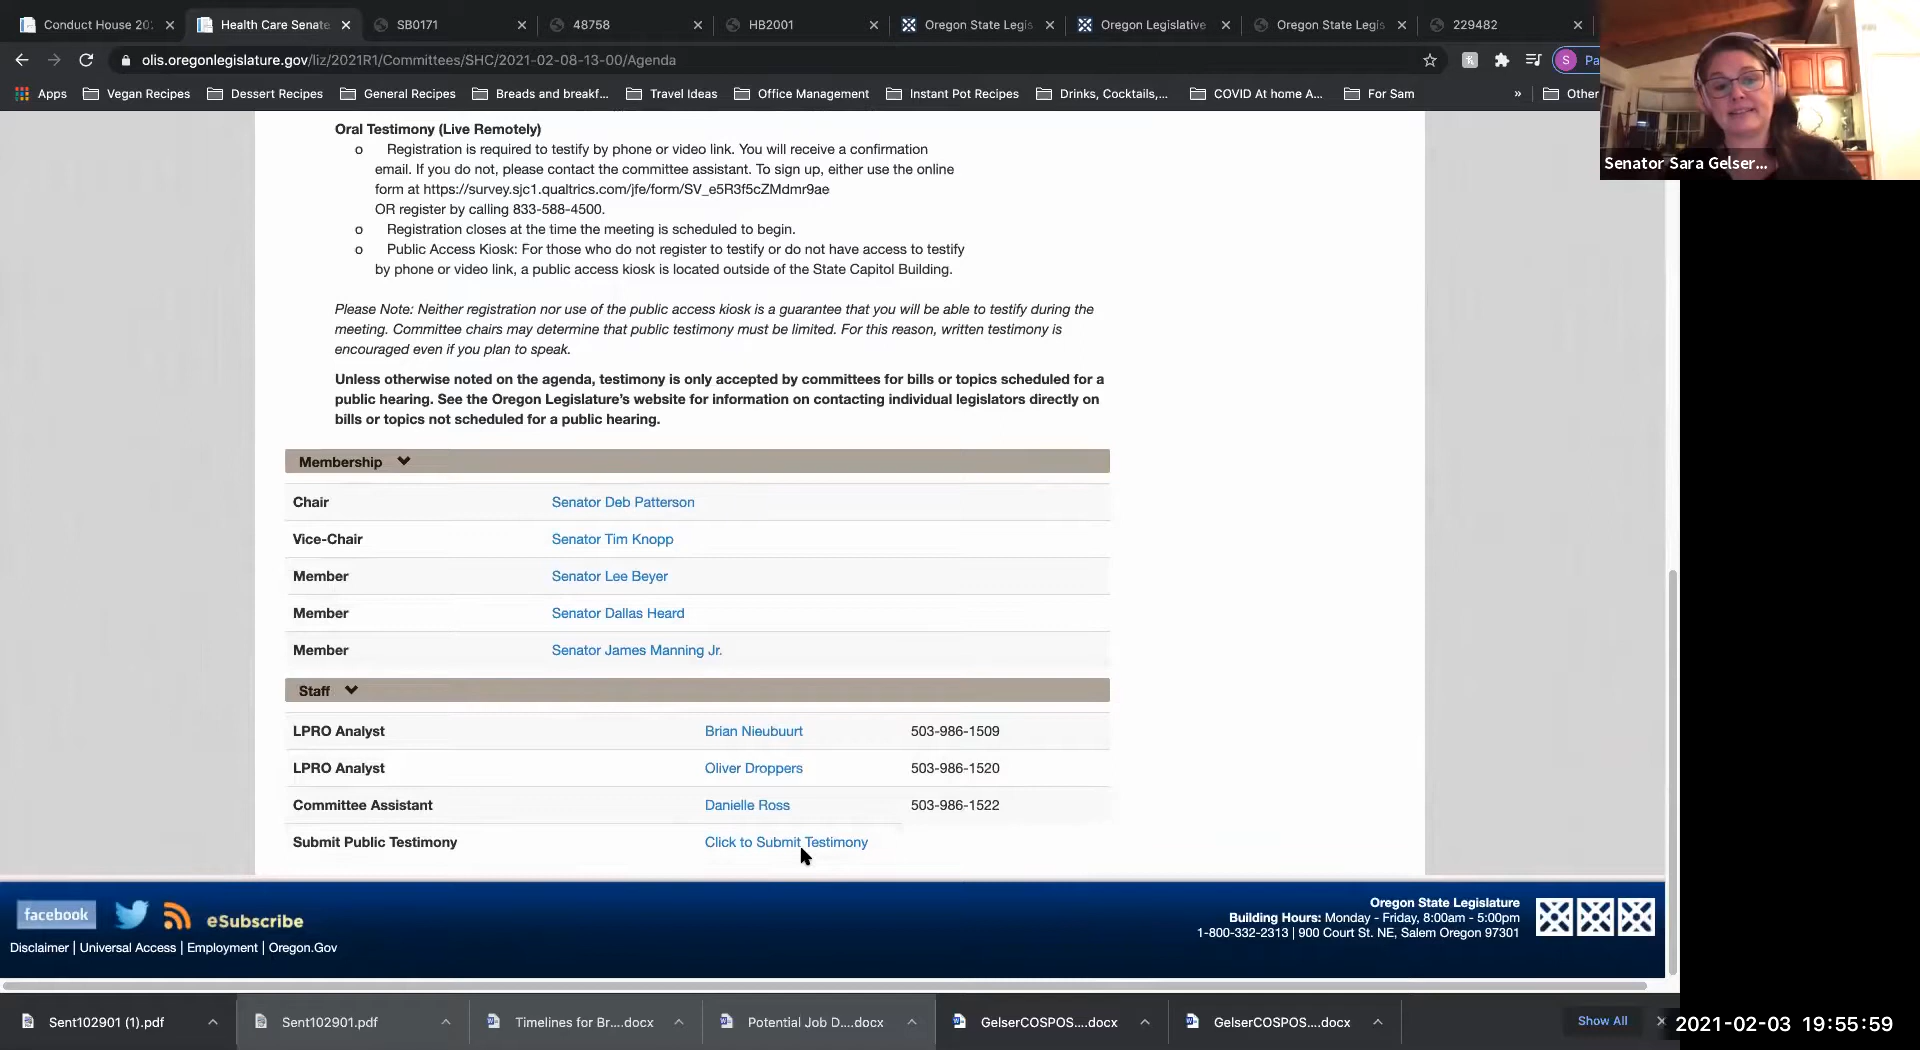 Conduct House 202
Health Care Senate
SB0171
48758
HB2001
Oregon State Legis
Oregon Legislative
Oregon State Legis
229482
olis.oregonlegislature.gov/liz/2021R1/Committees/SHC/2021-02-08-13-00/Agenda
S
Pa
Apps
Vegan Recipes
Dessert Recipes
General Recipes
Breads and breakf...
Travel Ideas
Office Management
Instant Pot Recipes
Drinks, Cocktails,...
COVID At home A...
For Sam
»
Other
Senator Sara Gelser...
Oral Testimony (Live Remotely)
o Registration is required to testify by phone or video link. You will receive a confirmation
email. If you do not, please contact the committee assistant. To sign up, either use the online
form at https://survey.sjc1.qualtrics.com/jfe/form/SV_e5R3f5cZMdmr9ae
OR register by calling 833-588-4500.
o Registration closes at the time the meeting is scheduled to begin.
o Public Access Kiosk: For those who do not register to testify or do not have access to testify
by phone or video link, a public access kiosk is located outside of the State Capitol Building.
Please Note: Neither registration nor use of the public access kiosk is a guarantee that you will be able to testify during the
meeting. Committee chairs may determine that public testimony must be limited. For this reason, written testimony is
encouraged even if you plan to speak.
Unless otherwise noted on the agenda, testimony is only accepted by committees for bills or topics scheduled for a
public hearing. See the Oregon Legislature's website for information on contacting individual legislators directly on
bills or topics not scheduled for a public hearing.
Membership
Chair Senator Deb Patterson
Vice-Chair Senator Tim Knopp
Member Senator Lee Beyer
Member Senator Dallas Heard
Member Senator James Manning Jr.
Staff
LPRO Analyst Brian Nieubuurt 503-986-1509
LPRO Analyst Oliver Droppers 503-986-1520
Committee Assistant Danielle Ross 503-986-1522
Submit Public Testimony Click to Submit Testimony
facebook
eSubscribe
Disclaimer | Universal Access | Employment | Oregon.Gov
Oregon State Legislature
Building Hours: Monday - Friday, 8:00am - 5:00pm
1-800-332-2313 | 900 Court St. NE, Salem Oregon 97301
Sent102901 (1).pdf
Sent102901.pdf
Timelines for Br....docx
Potential Job D....docx
GelserCOSPOS....docx
GelserCOSPOS....docx
Show All
2021-02-03 19:55:59